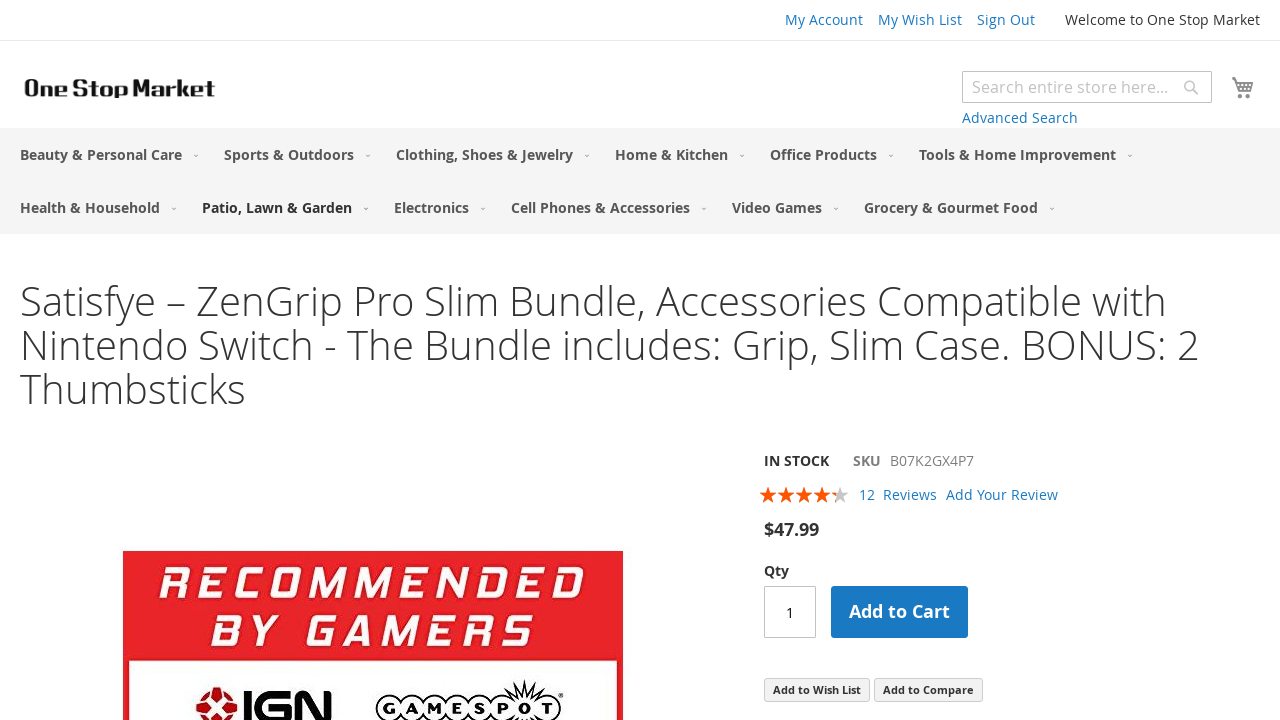 My Account My Wish List Sign Out Welcome to One Stop Market
One Stop Market
Search entire store here...
Advanced Search
Beauty & Personal Care Sports & Outdoors Clothing, Shoes & Jewelry Home & Kitchen Office Products Tools & Home Improvement
Health & Household Patio, Lawn & Garden Electronics Cell Phones & Accessories Video Games Grocery & Gourmet Food
Satisfye – ZenGrip Pro Slim Bundle, Accessories Compatible with
Nintendo Switch - The Bundle includes: Grip, Slim Case. BONUS: 2
Thumbsticks
IN STOCK SKU B07K2GX4P7
12 Reviews Add Your Review
$47.99
Qty
1 Add to Cart
Add to Wish List Add to Compare
RECOMMENDED
BY GAMERS
IGN GAMESPOT